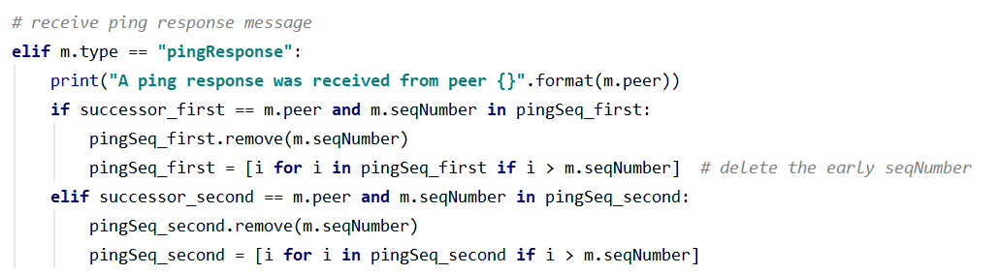 # receive ping response message
elif m.type == "pingResponse":
    print("A ping response was received from peer {}".format(m.peer))
    if successor_first == m.peer and m.seqNumber in pingSeq_first:
        pingSeq_first.remove(m.seqNumber)
        pingSeq_first = [i for i in pingSeq_first if i > m.seqNumber]  # delete the early seqNumber
    elif successor_second == m.peer and m.seqNumber in pingSeq_second:
        pingSeq_second.remove(m.seqNumber)
        pingSeq_second = [i for i in pingSeq_second if i > m.seqNumber]